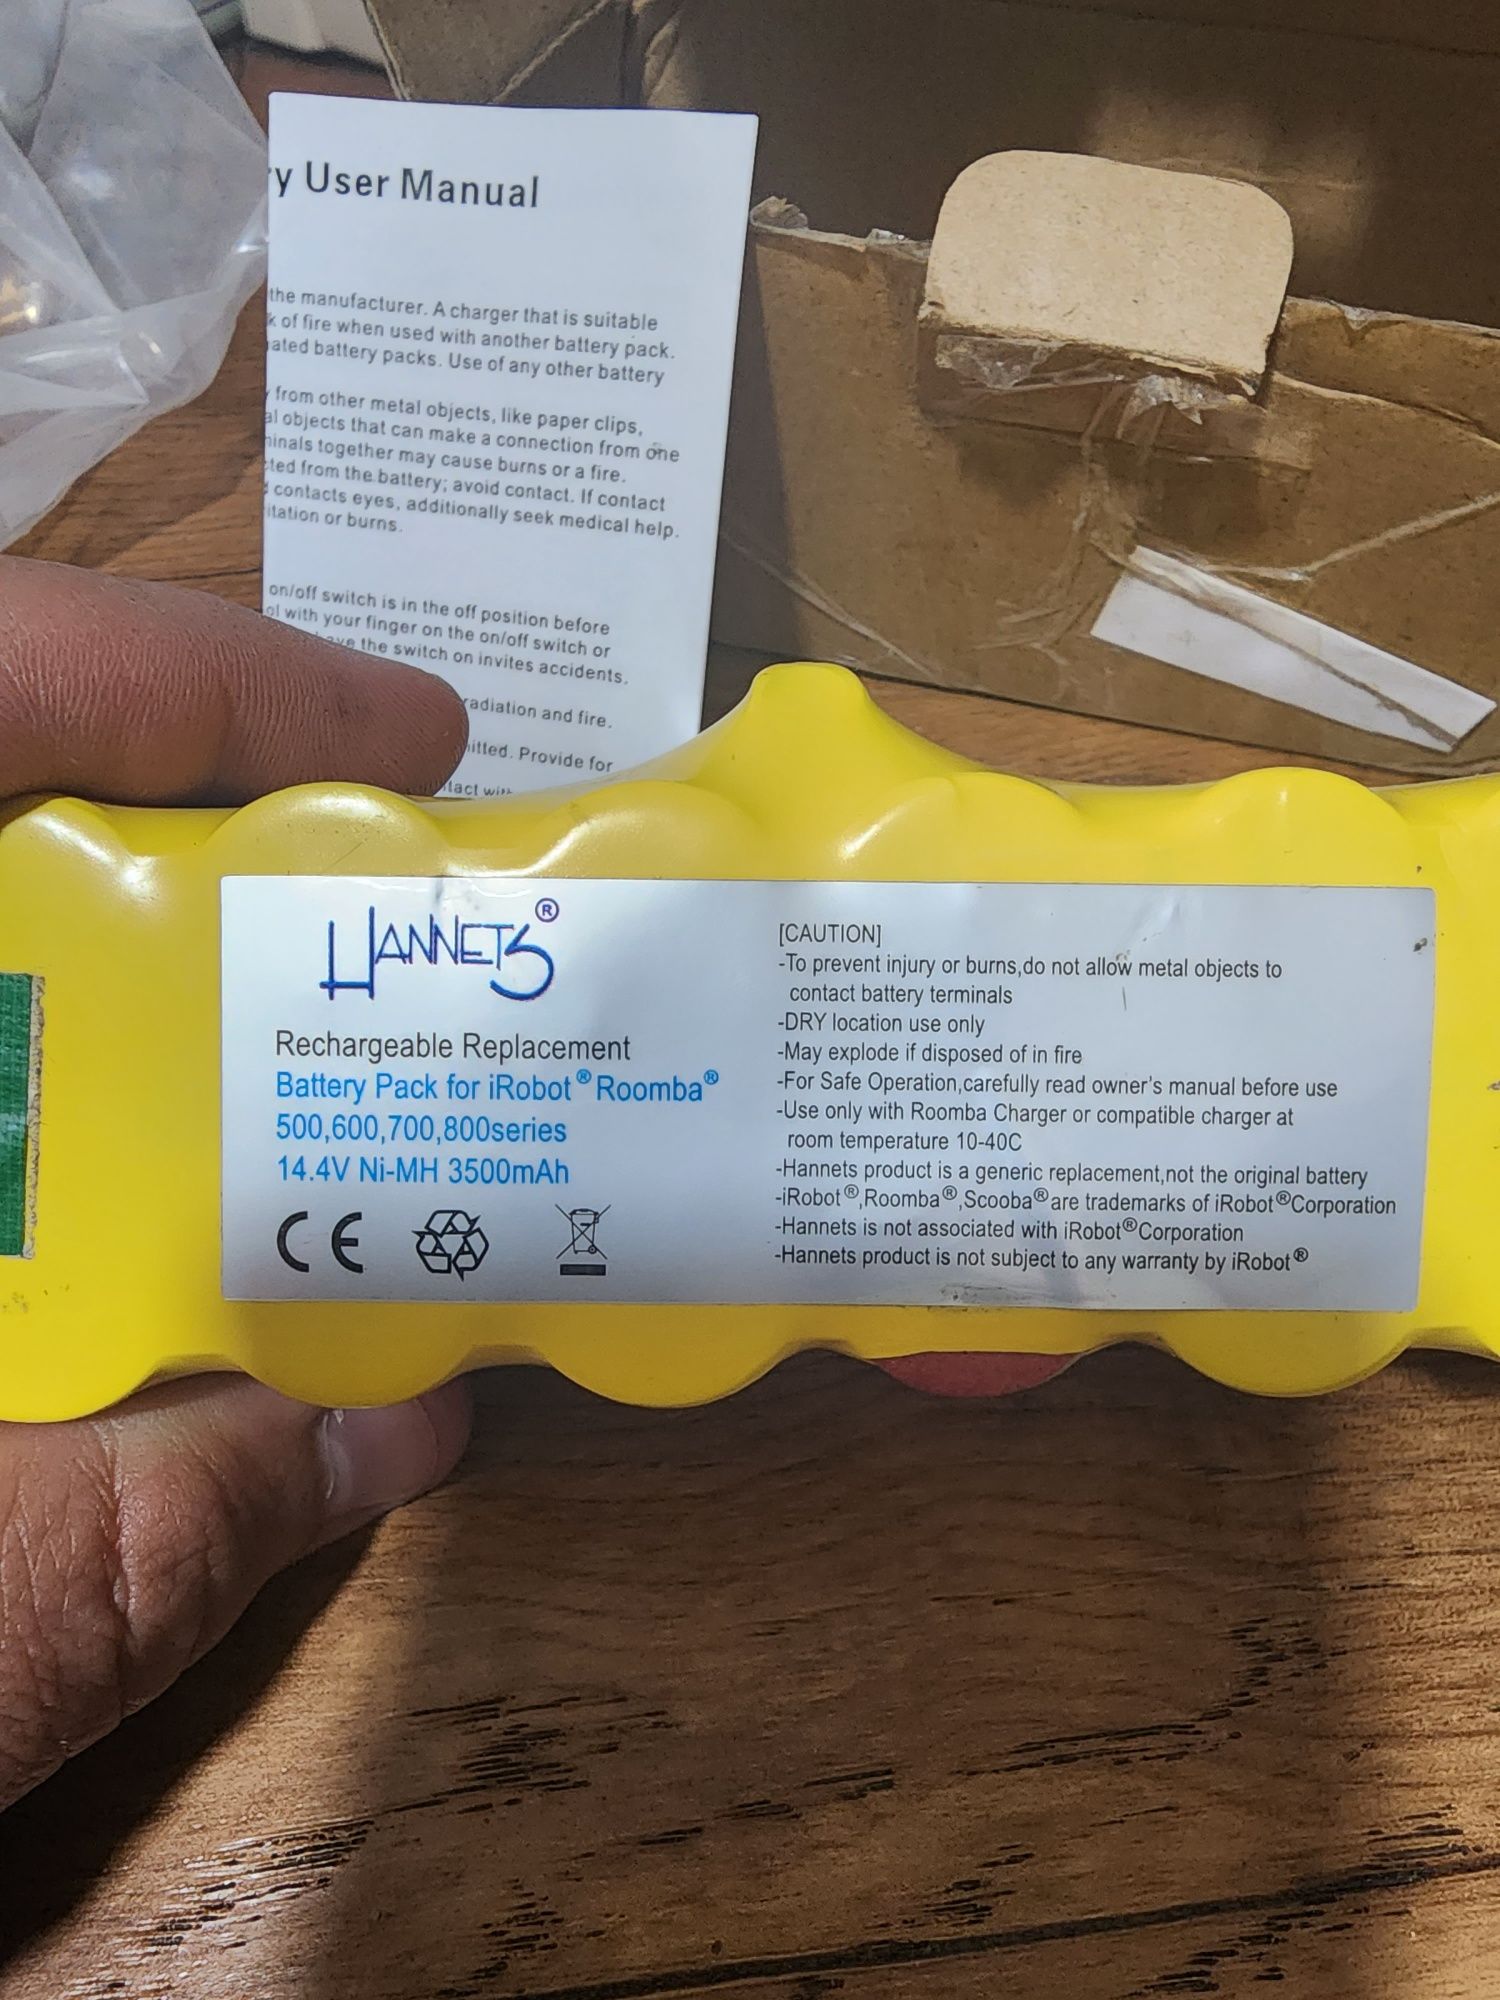 y User Manual
the manufacturer. A charger that is suitable
of fire when used with another battery pack.
battery packs. Use of any other battery
from other metal objects, like paper clips,
objects that can make a connection from one
together may cause burns or a fire.
from the battery; avoid contact. If contact
contacts eyes, additionally seek medical help.
or burns.
on/off switch is in the off position before
with your finger on the on/off switch or
the switch on invites accidents.
radiation and fire.
Provide for
HANNETS®
Rechargeable Replacement
Battery Pack for iRobot® Roomba®
500,600,700,800series
14.4V Ni-MH 3500mAh
CE
[CAUTION]
-To prevent injury or burns,do not allow metal objects to
contact battery terminals
-DRY location use only
-May explode if disposed of in fire
-For Safe Operation,carefully read owner's manual before use
-Use only with Roomba Charger or compatible charger at
room temperature 10-40C
-Hannets product is a generic replacement,not the original battery
-iRobot®,Roomba®,Scooba®are trademarks of iRobot®Corporation
-Hannets is not associated with iRobot®Corporation
-Hannets product is not subject to any warranty by iRobot®